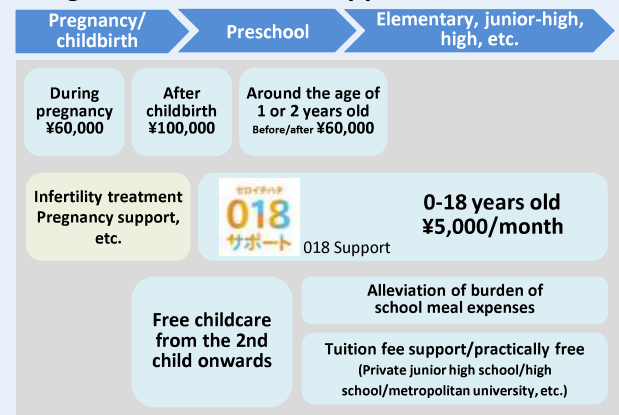 Pregnancy/
childbirth
Preschool
Elementary, junior-high,
high, etc.
During
pregnancy
¥60,000
After
childbirth
¥100,000
Around the age of
1 or 2 years old
Before/after ¥60,000
Infertility treatment
Pregnancy support,
etc.
ゼロイチハチ
018
サポート
018 Support
0-18 years old
¥5,000/month
Free childcare
from the 2nd
child onwards
Alleviation of burden of
school meal expenses
Tuition fee support/practically free
(Private junior high school/high
school/metropolitan university, etc.)